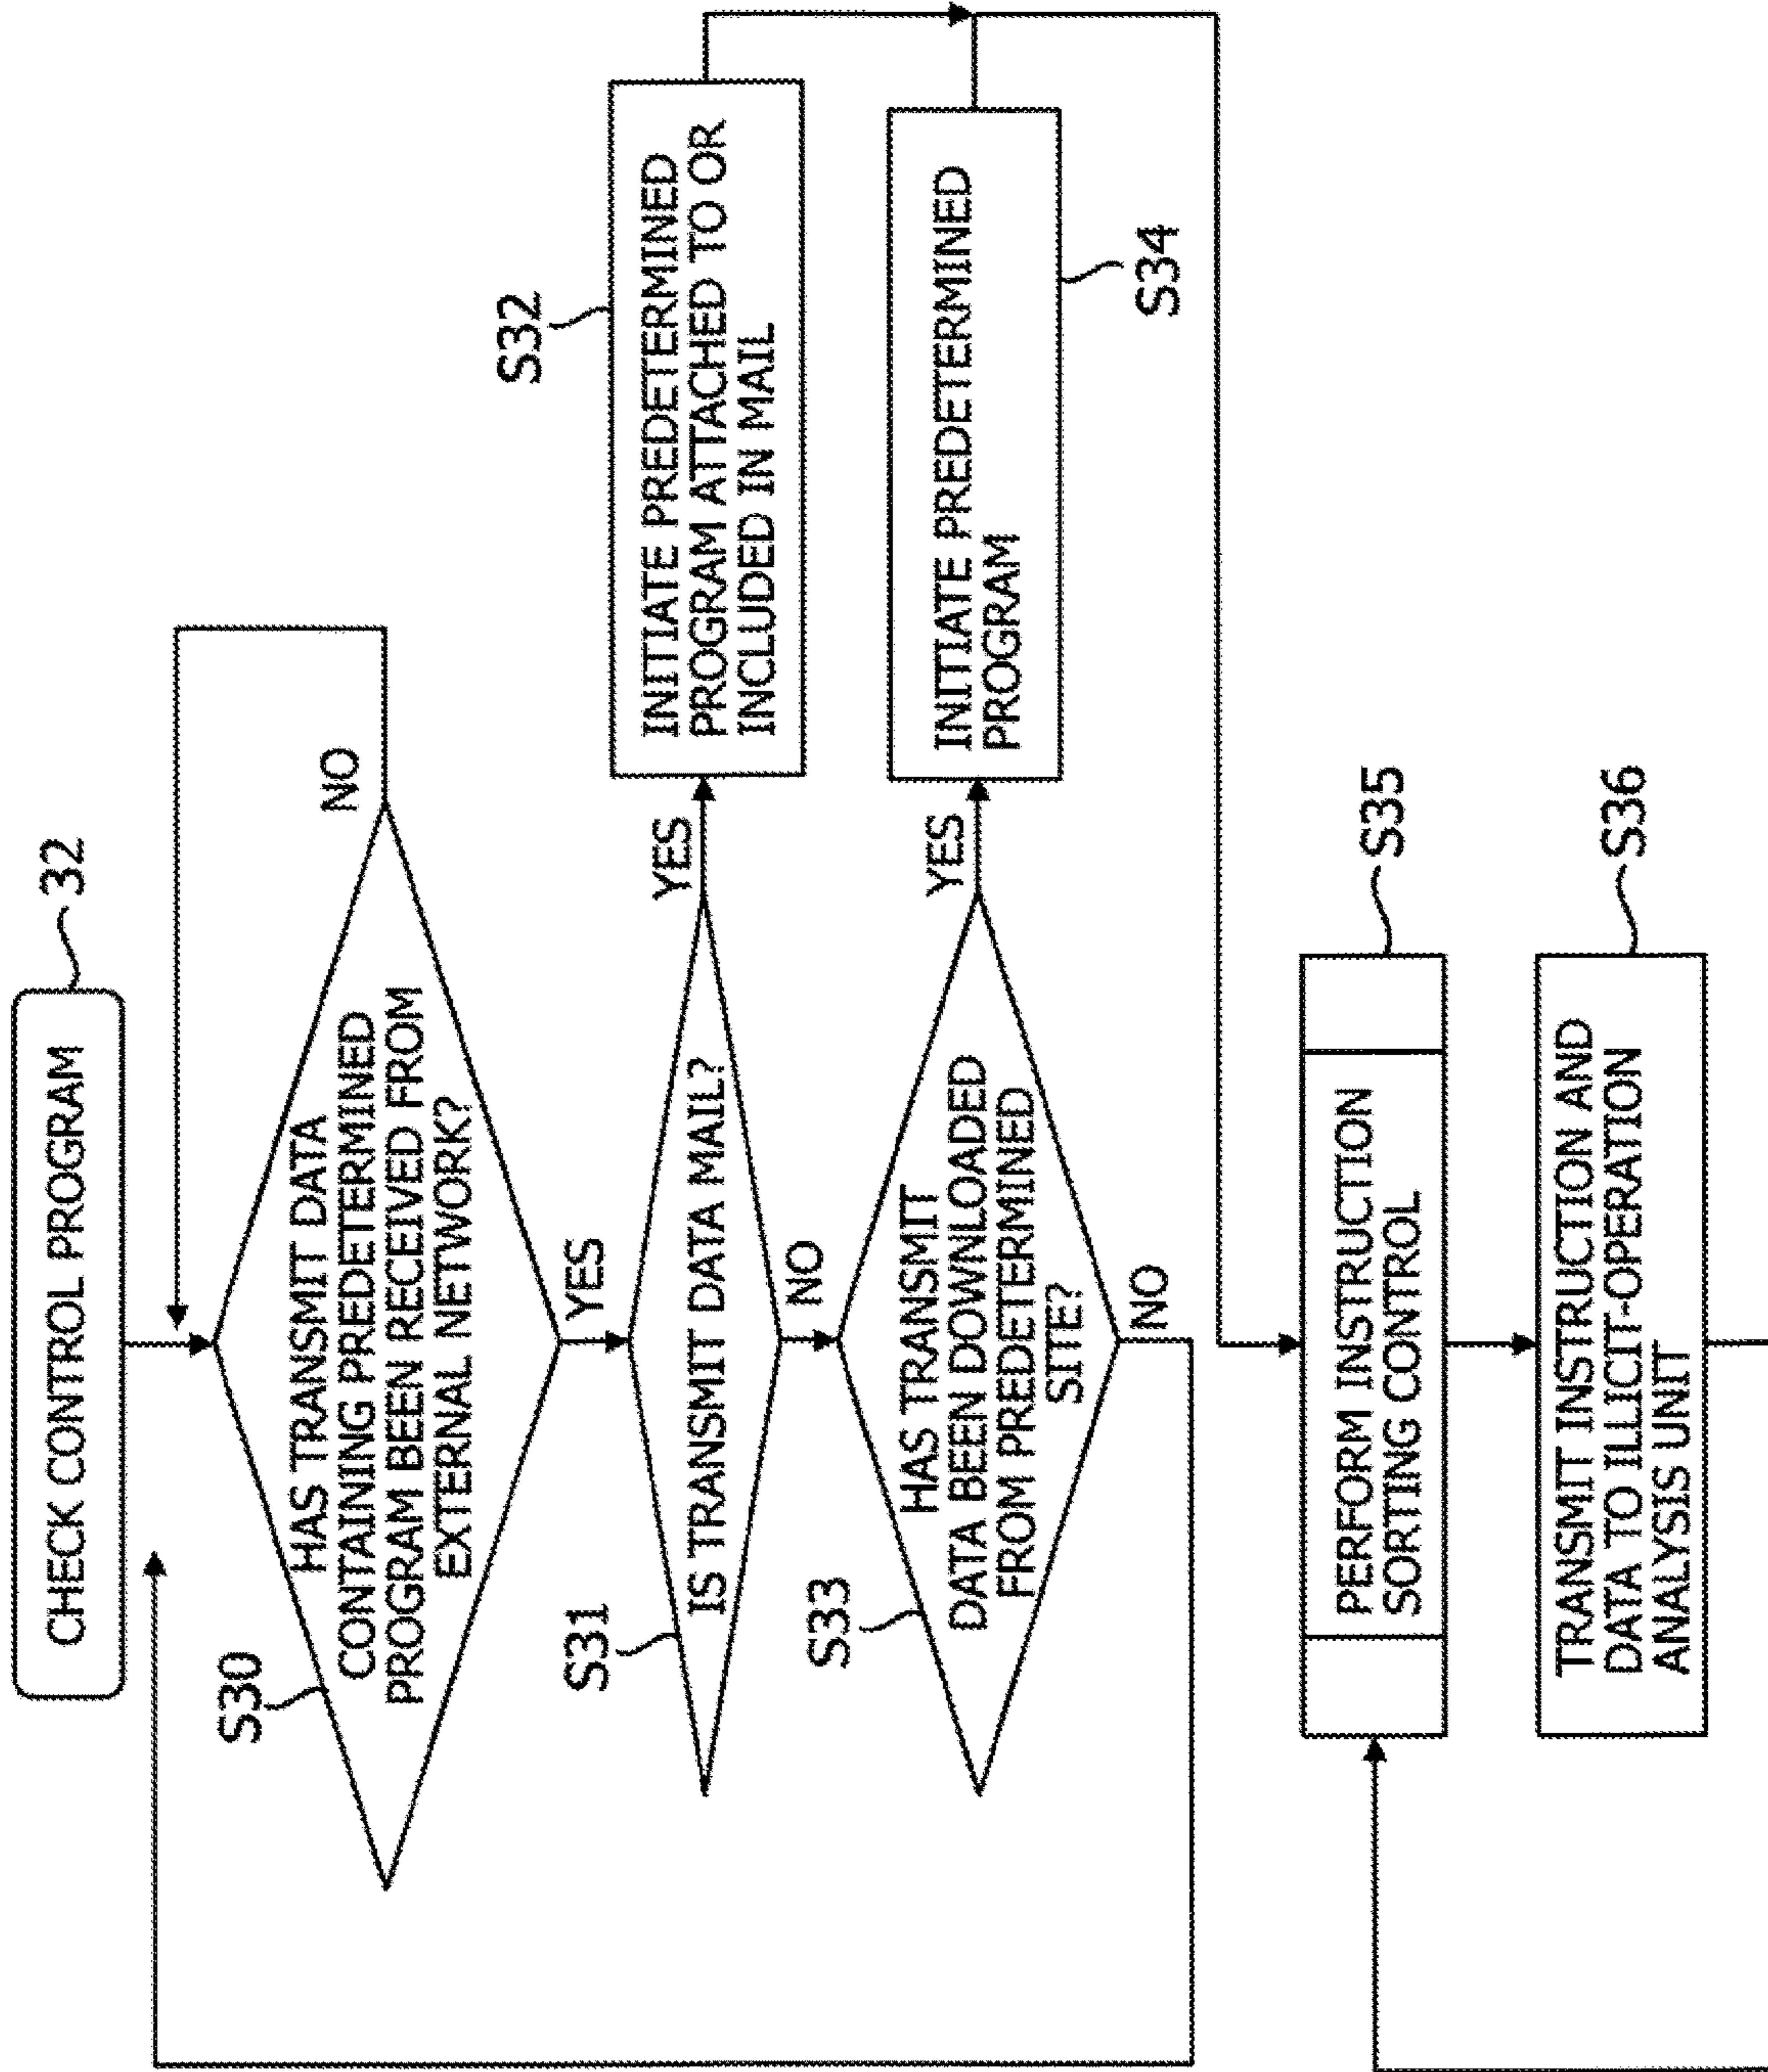 CHECK CONTROL PROGRAM
32
S30
HAS TRANSMIT DATA
CONTAINING PREDETERMINED
PROGRAM BEEN RECEIVED FROM
EXTERNAL NETWORK?
NO
YES
S31
IS TRANSMIT DATA MAIL?
YES
NO
S32
INITIATE PREDETERMINED
PROGRAM ATTACHED TO OR
INCLUDED IN MAIL
S33
HAS TRANSMIT
DATA BEEN DOWNLOADED
FROM PREDETERMINED
SITE?
YES
NO
INITIATE PREDETERMINED
PROGRAM
S34
PERFORM INSTRUCTION
SORTING CONTROL
S35
TRANSMIT INSTRUCTION AND
DATA TO ILLICIT-OPERATION
ANALYSIS UNIT
S36